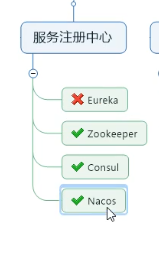 服务注册中心
Eureka
Zookeeper
Consul
Nacos